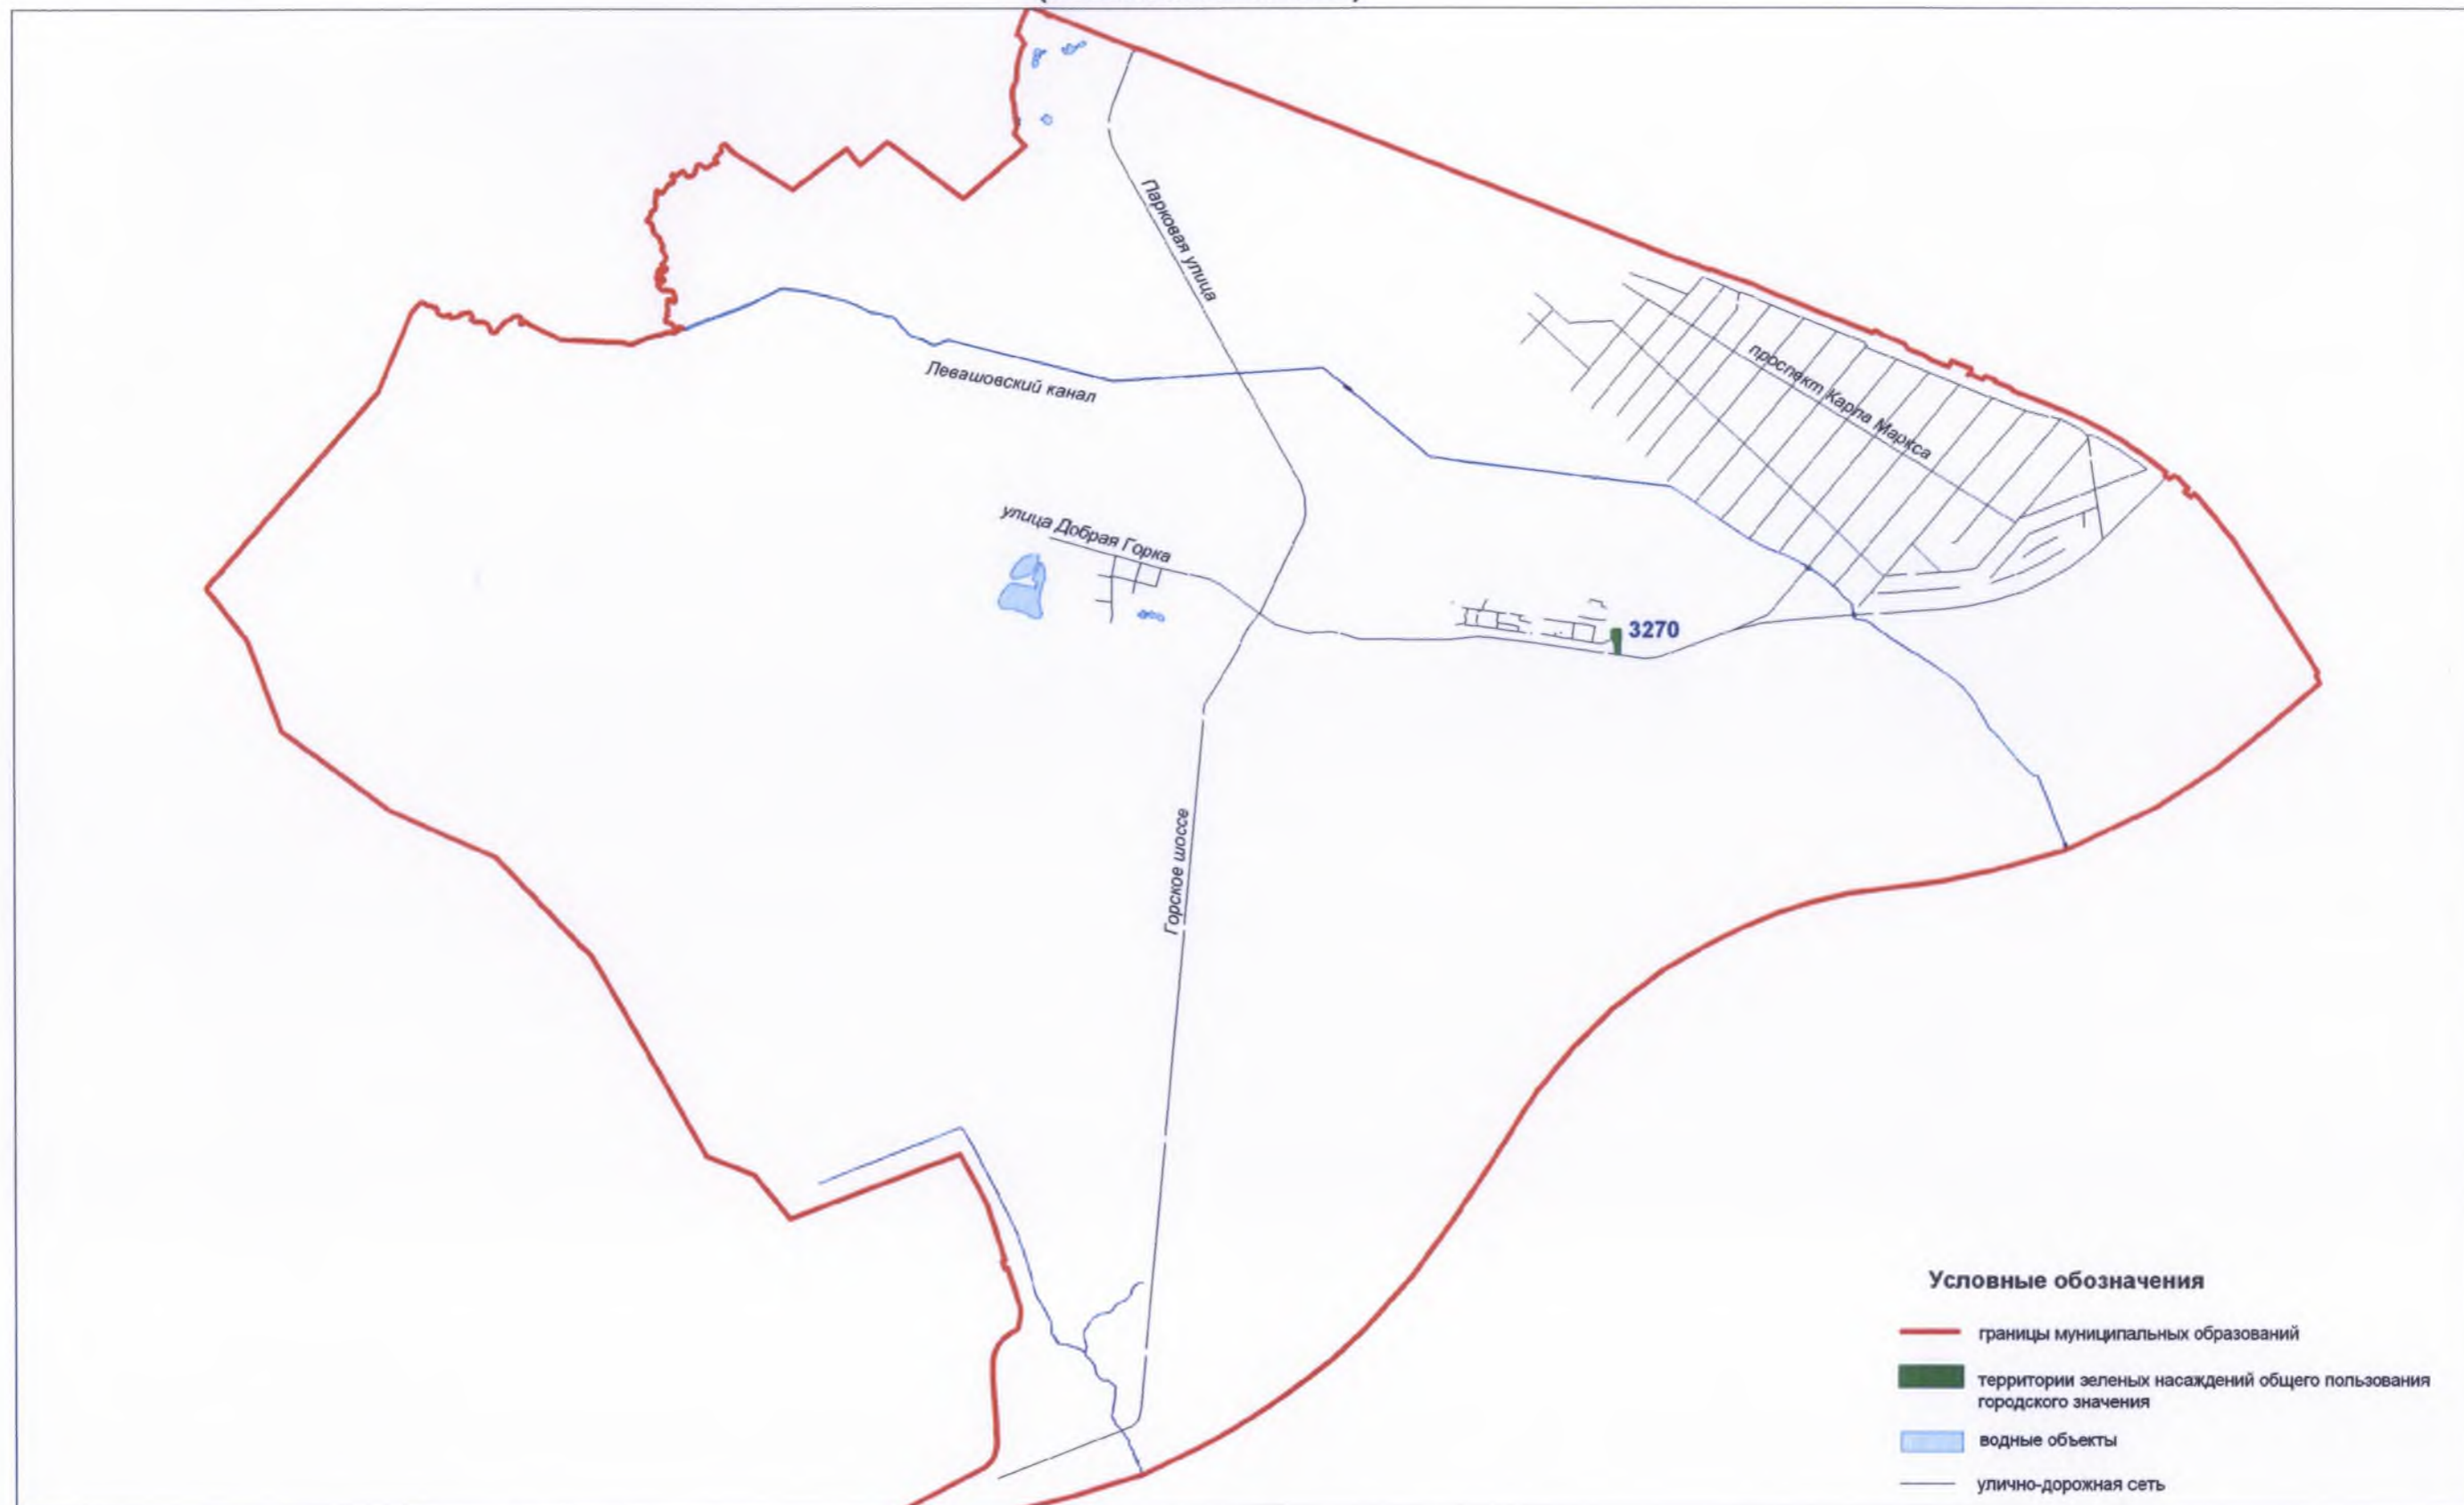 Парковая улица
проспект Карла Маркса
Левашовский канал
улица Добрая Горка
3270
Горское шоссе
Условные обозначения
границы муниципальных образований
территории зеленых насаждений общего пользования
городского значения
водные объекты
улично-дорожная сеть